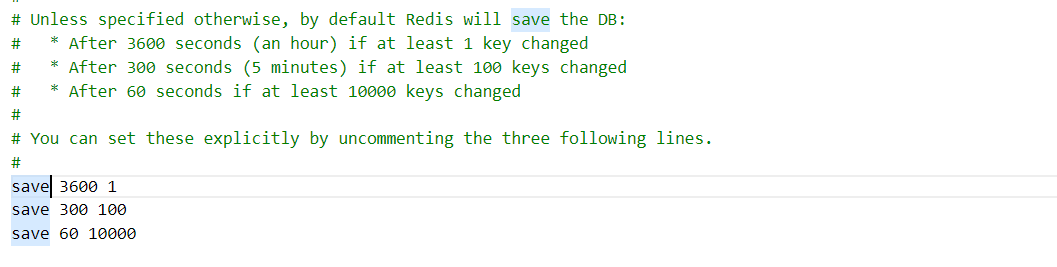 # Unless specified otherwise, by default Redis will save the DB:
#   * After 3600 seconds (an hour) if at least 1 key changed
#   * After 300 seconds (5 minutes) if at least 100 keys changed
#   * After 60 seconds if at least 10000 keys changed
#
# You can set these explicitly by uncommenting the three following lines.
#
save 3600 1
save 300 100
save 60 10000